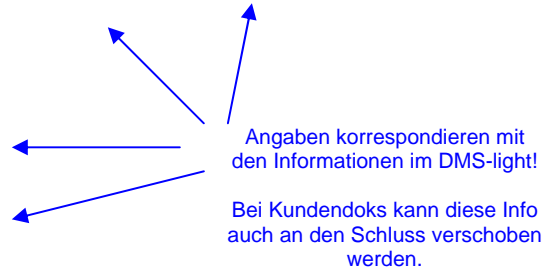 Angaben korrespondieren mit
den Informationen im DMS-light!
Bei Kundendoks kann diese Info
auch an den Schluss verschoben
werden.